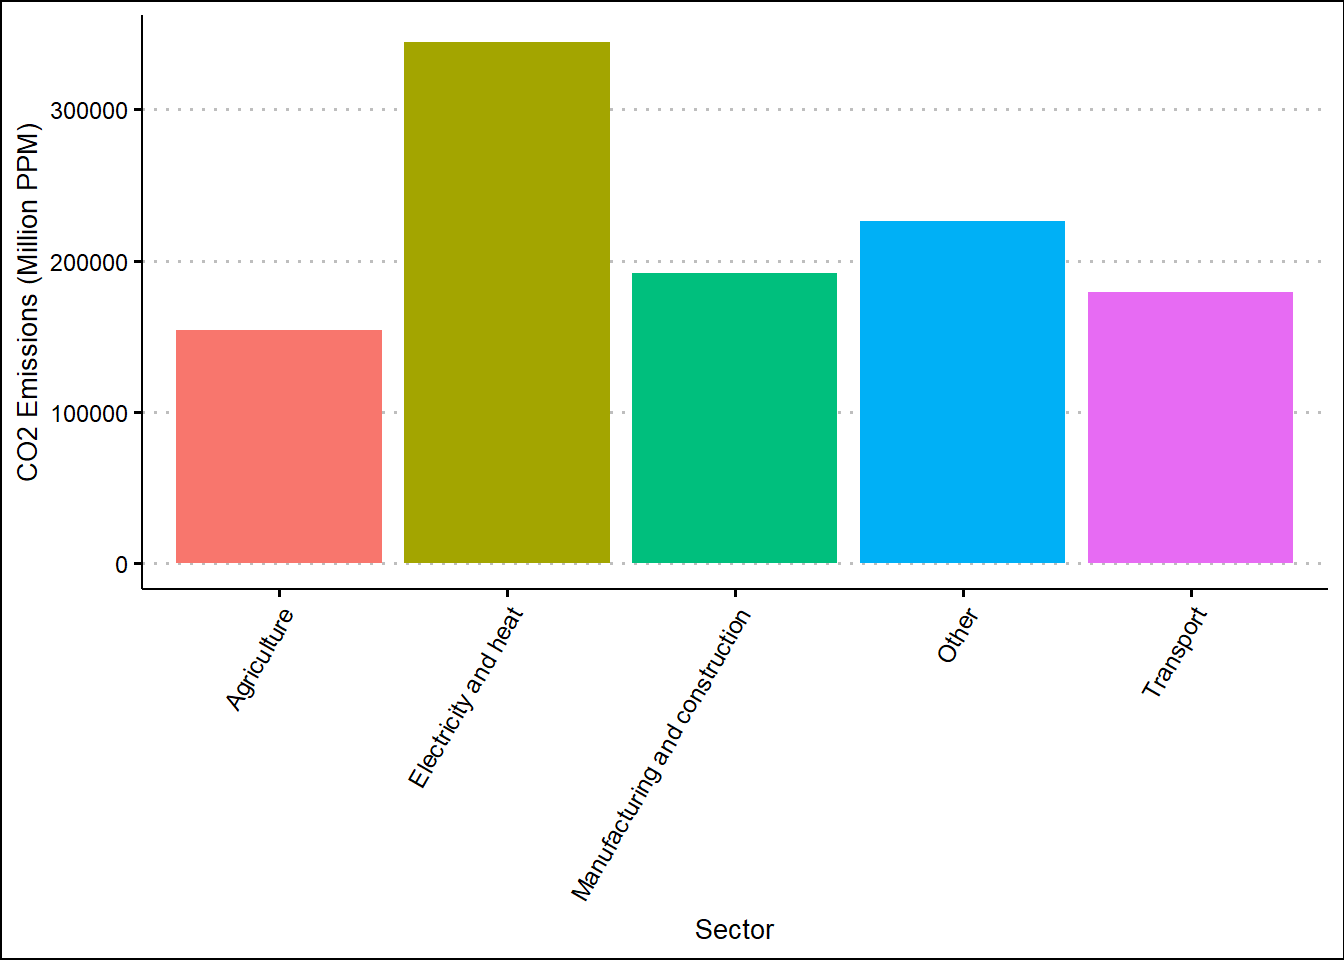 CO2 Emissions (Million PPM)
300000
200000
100000
0
Agriculture
Electricity and heat
Manufacturing and construction
Other
Transport
Sector